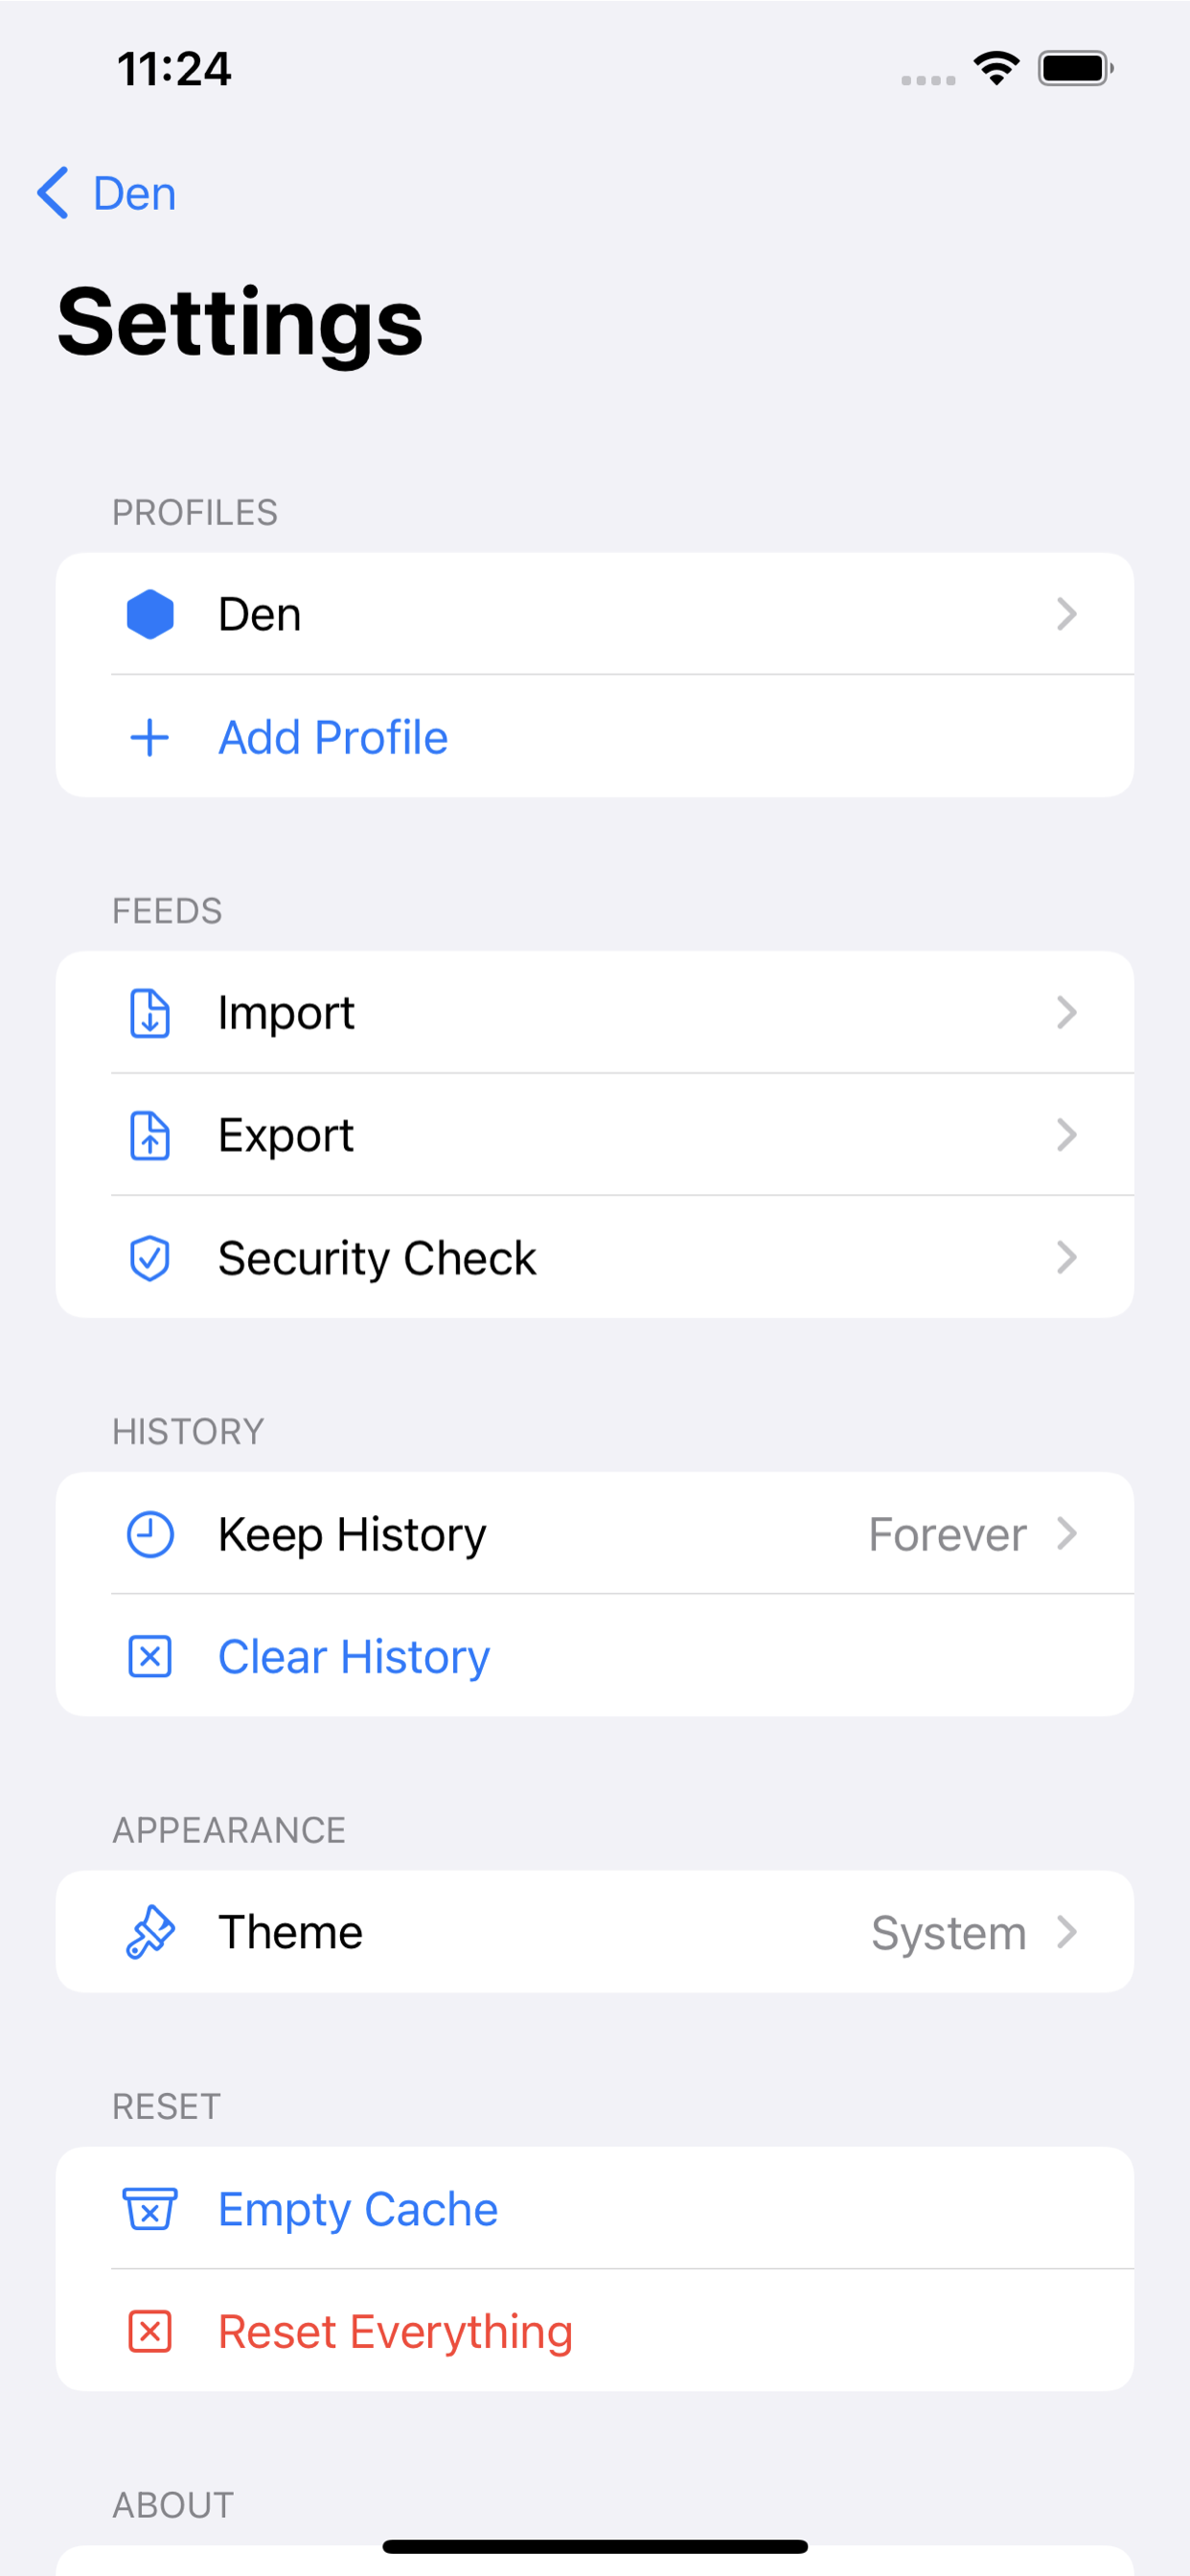 11:24
Den
Settings
PROFILES
Den
Add Profile
FEEDS
Import
Export
Security Check
HISTORY
Keep History Forever
Clear History
APPEARANCE
Theme System
RESET
Empty Cache
Reset Everything
ABOUT